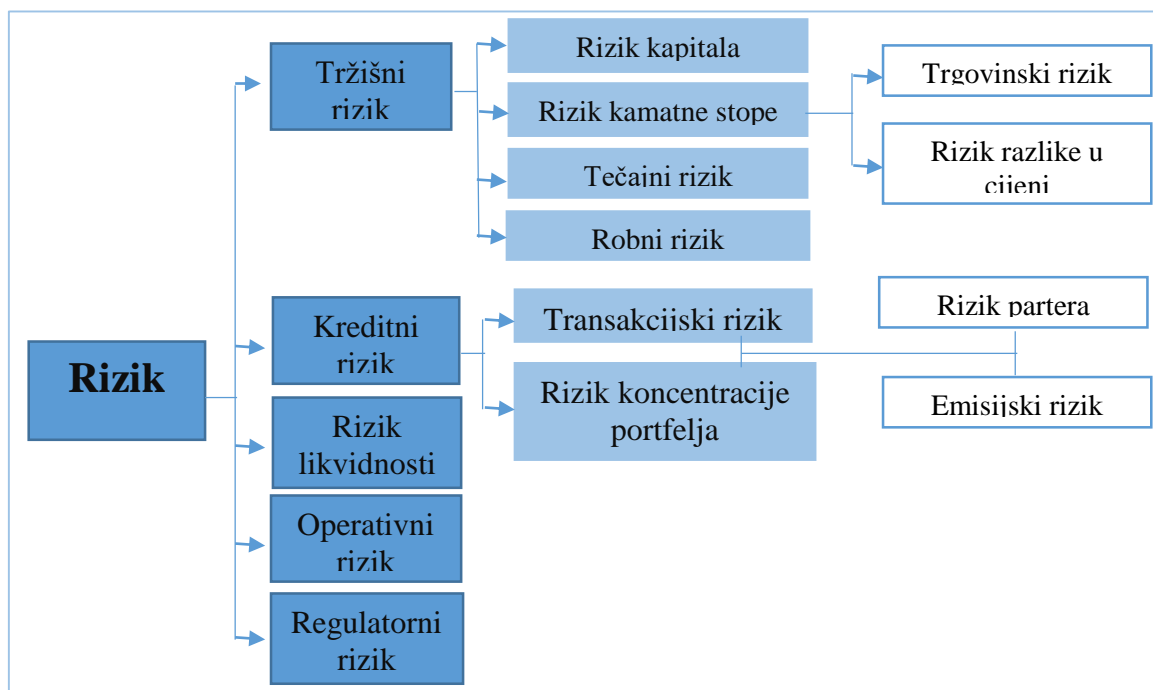 Rizik
Tržišni
rizik
Rizik kapitala
Rizik kamatne stope
Trgovinski rizik
Rizik razlike u
cijeni
Tečajni rizik
Robni rizik
Kreditni
rizik
Transakcijski rizik
Rizik koncentracije
portfelja
Rizik partera
Emisijski rizik
Rizik
likvidnosti
Operativni
rizik
Regulatorni
rizik